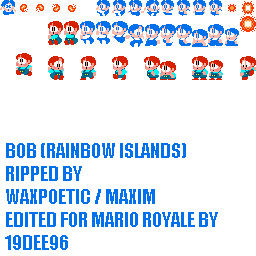 BOB (RAINBOW ISLANDS)
RIPPED BY
WAXPOETIC / MAXIM
EDITED FOR MARIO ROYALE BY
19DEE96